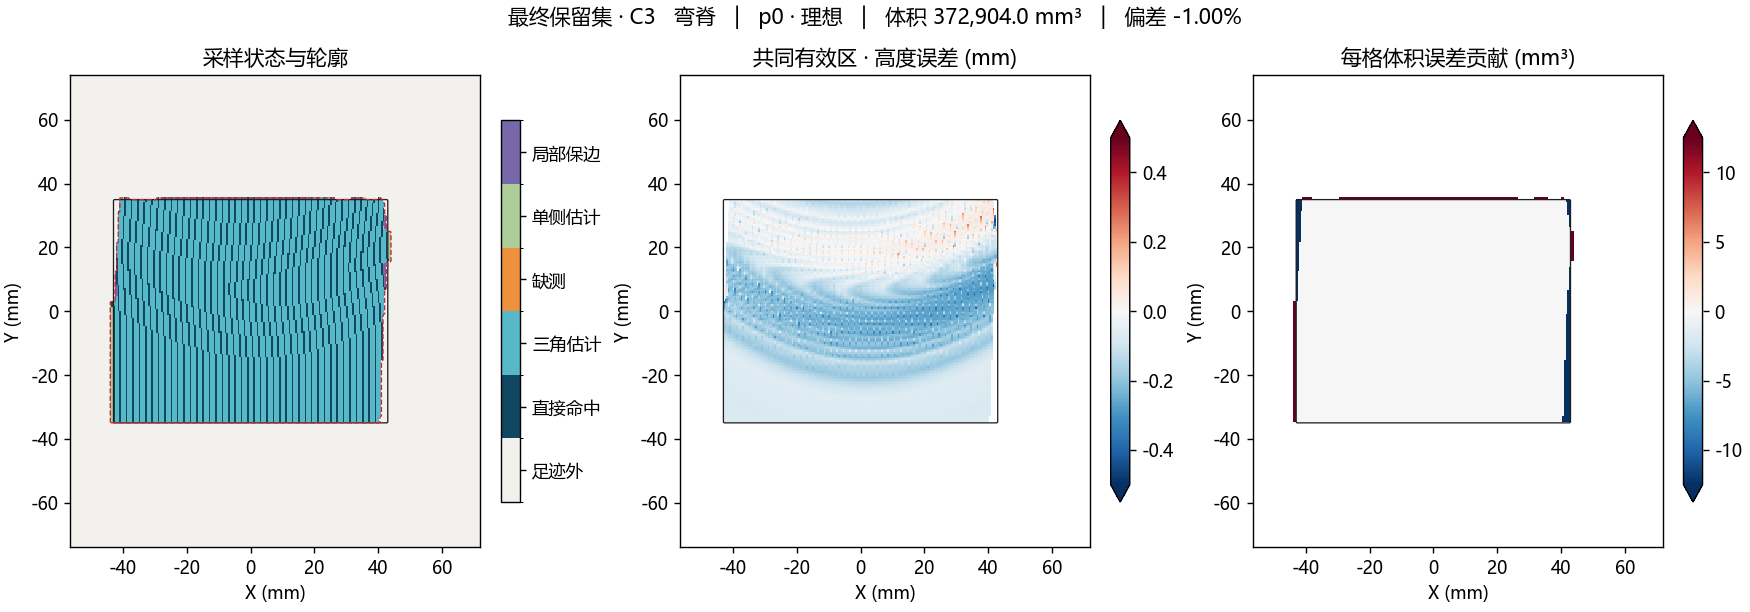 最终保留集 · C3 弯脊 | p0 · 理想 | 体积 372,904.0 mm³ | 偏差 -1.00%
采样状态与轮廓
60
40
20
0
-20
-40
-60
Y (mm)
-40 -20 0 20 40 60
X (mm)
局部保边
单侧估计
缺测
三角估计
直接命中
足迹外
共同有效区 · 高度误差 (mm)
60
40
20
0
-20
-40
-60
Y (mm)
-40 -20 0 20 40 60
X (mm)
0.4
0.2
0.0
-0.2
-0.4
每格体积误差贡献 (mm³)
60
40
20
0
-20
-40
-60
Y (mm)
-40 -20 0 20 40 60
X (mm)
10
5
0
-5
-10